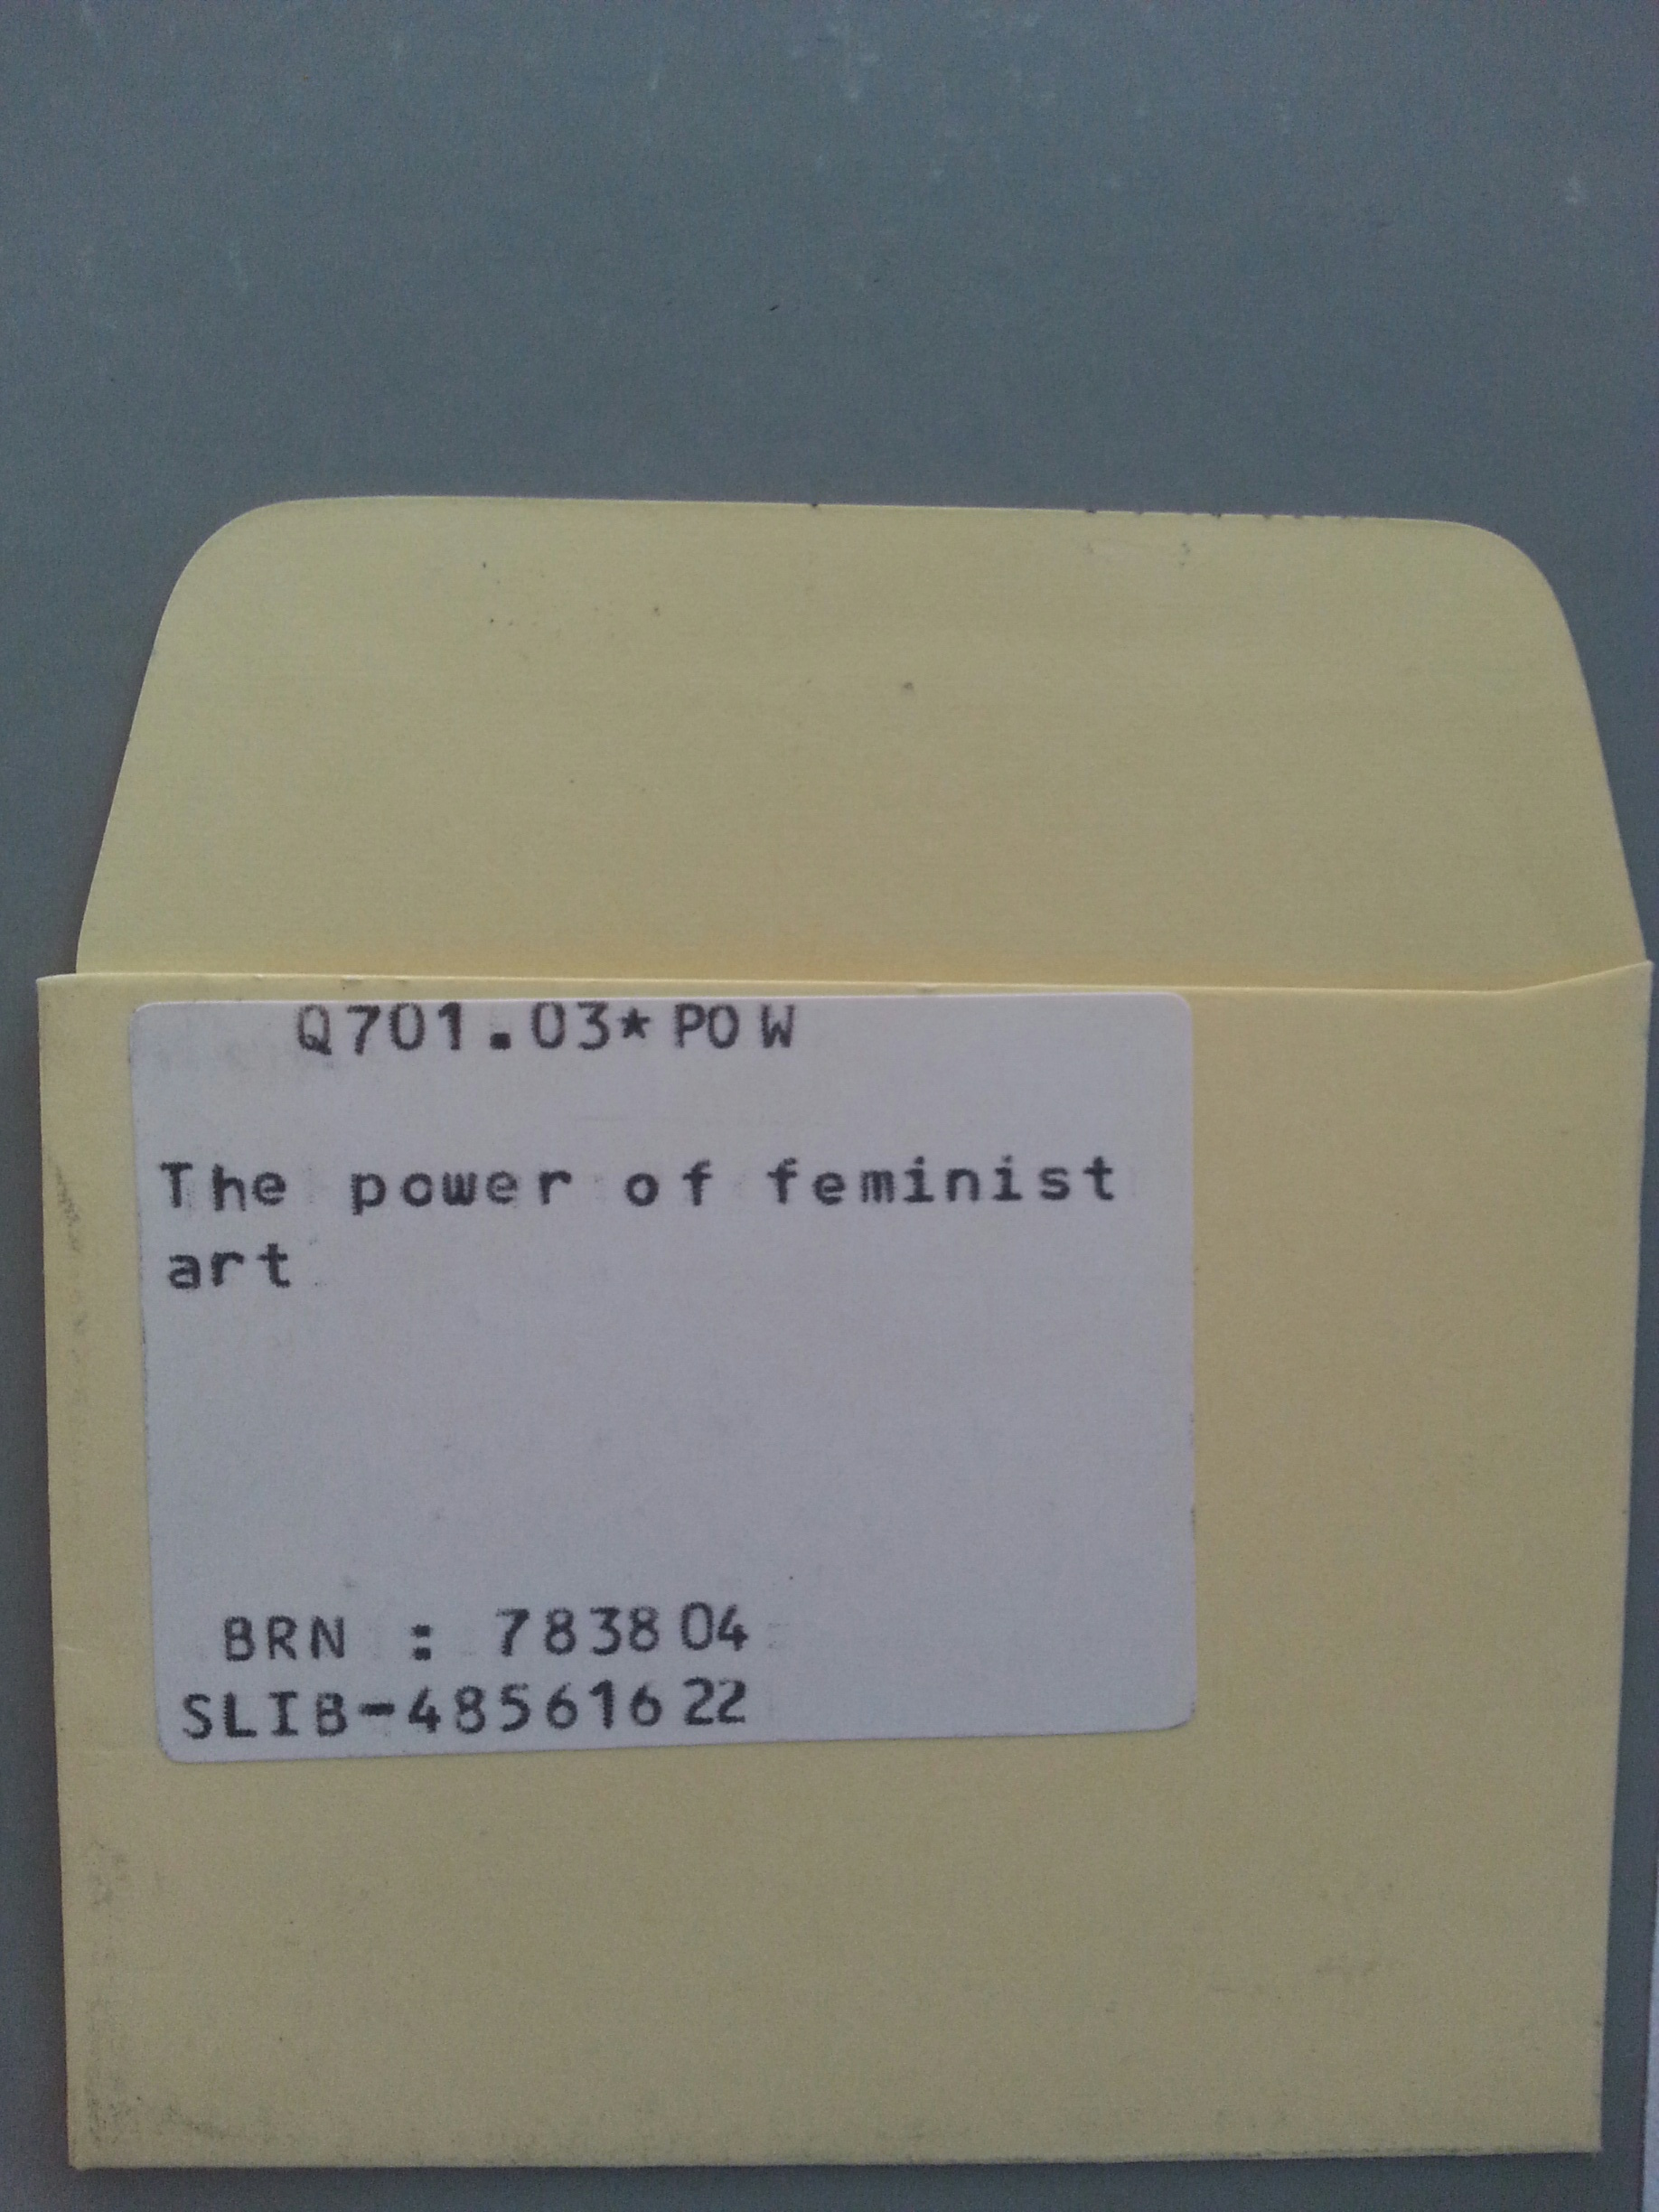 Q701.03*POW
The power of feminist
art
BRN : 783804
SLIB-48561622